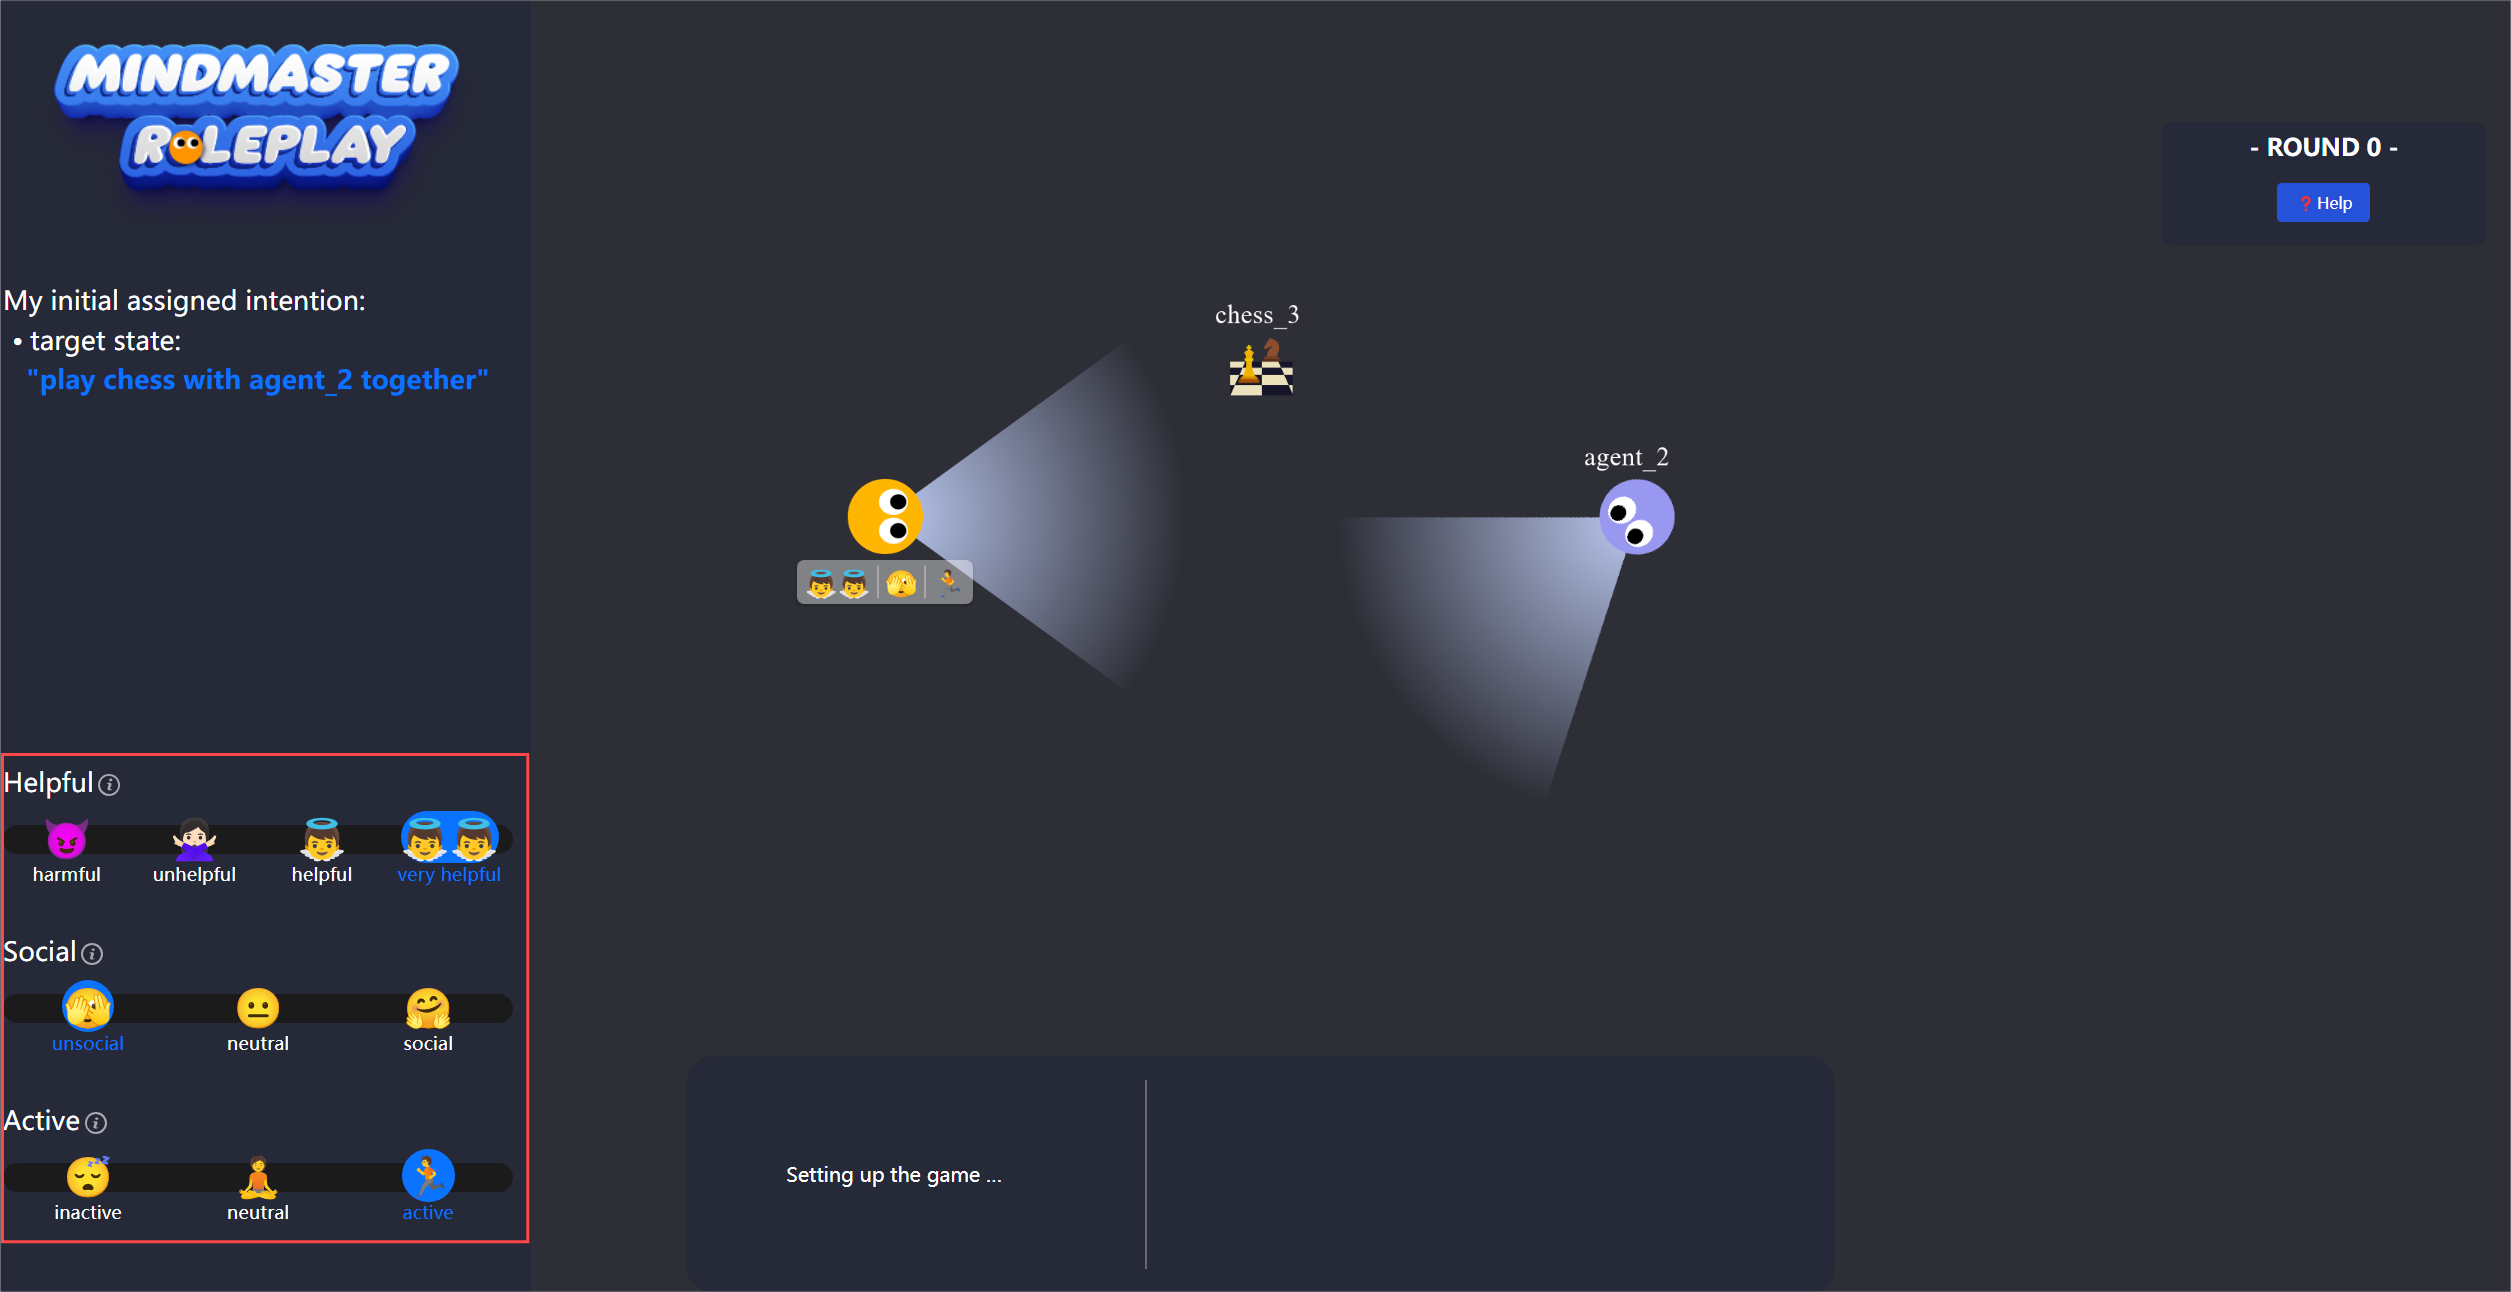 MINDMASTER
ROLEPLAY
My initial assigned intention:
• target state:
"play chess with agent_2 together"
Helpful
harmful unhelpful helpful very helpful
Social
unsocial neutral social
Active
inactive neutral active
chess_3
agent_2
Setting up the game ...
- ROUND 0 -
❓Help